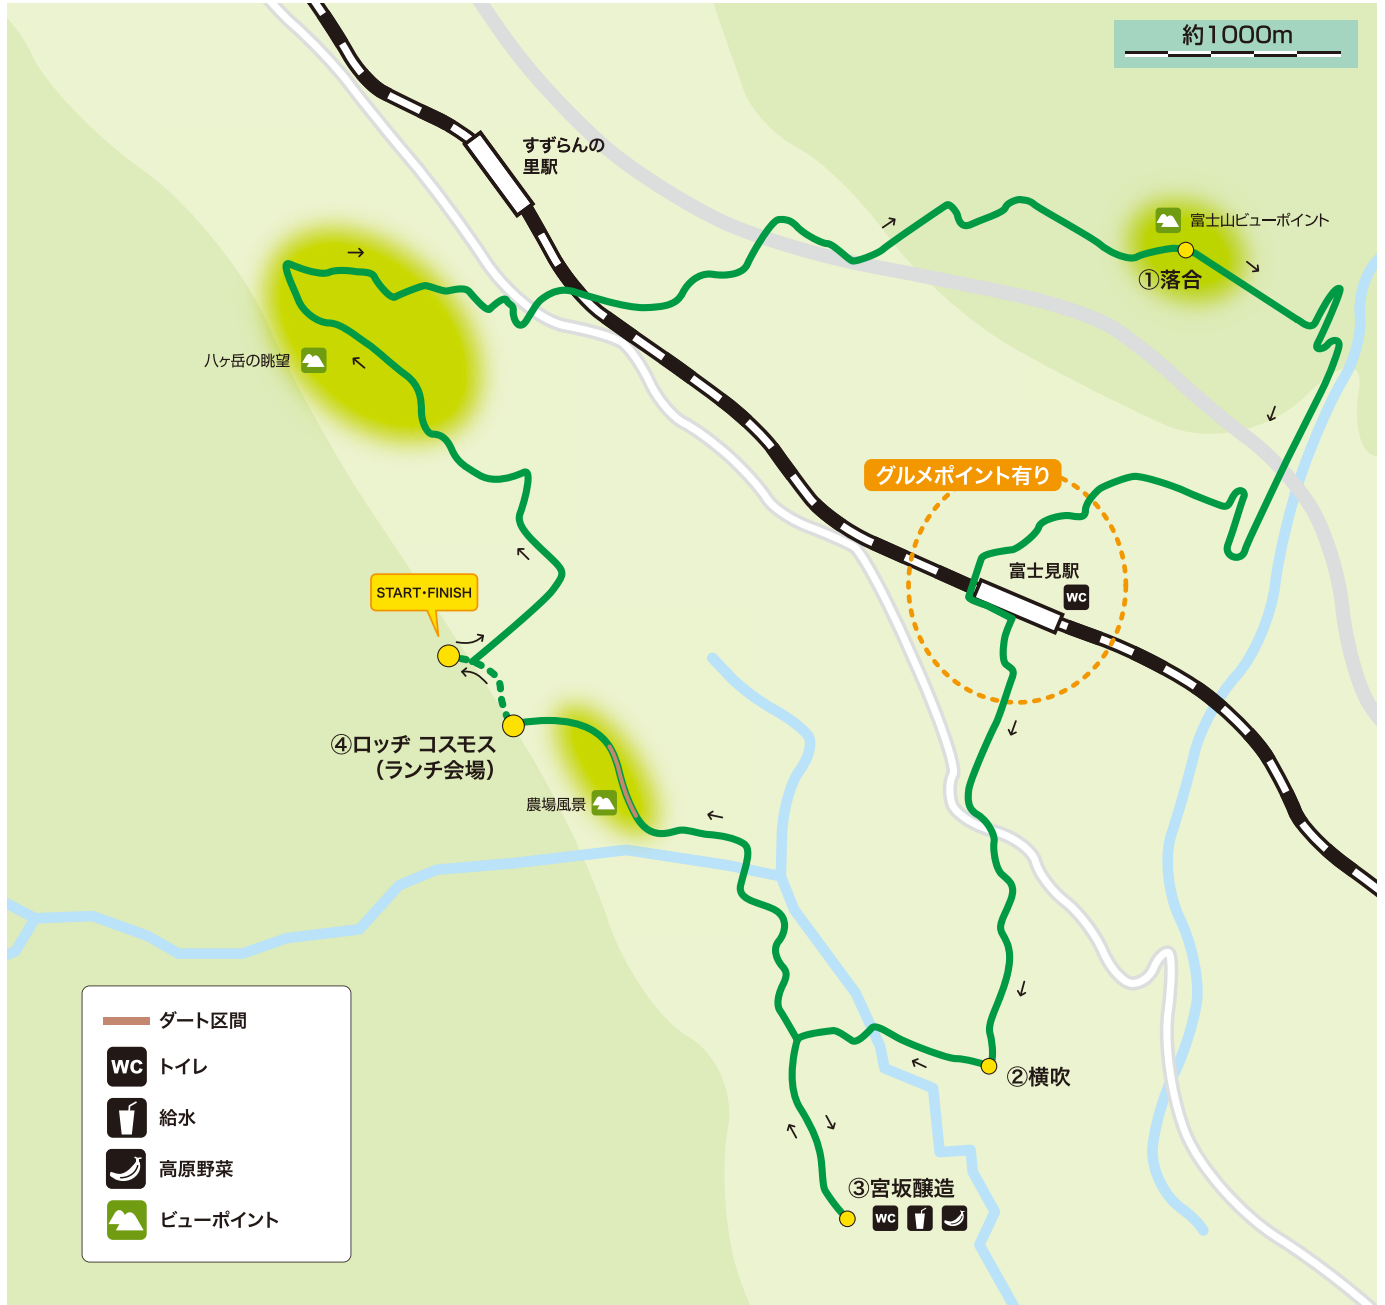 約1000m
すずらんの
里駅
富士山ビューポイント
①落合
八ヶ岳の眺望
グルメポイント有り
富士見駅
WC
START・FINISH
④ロッヂ コスモス
(ランチ会場)
農場風景
②横吹
③宮坂醸造
WC
ダート区間
WC トイレ
給水
高原野菜
ビューポイント